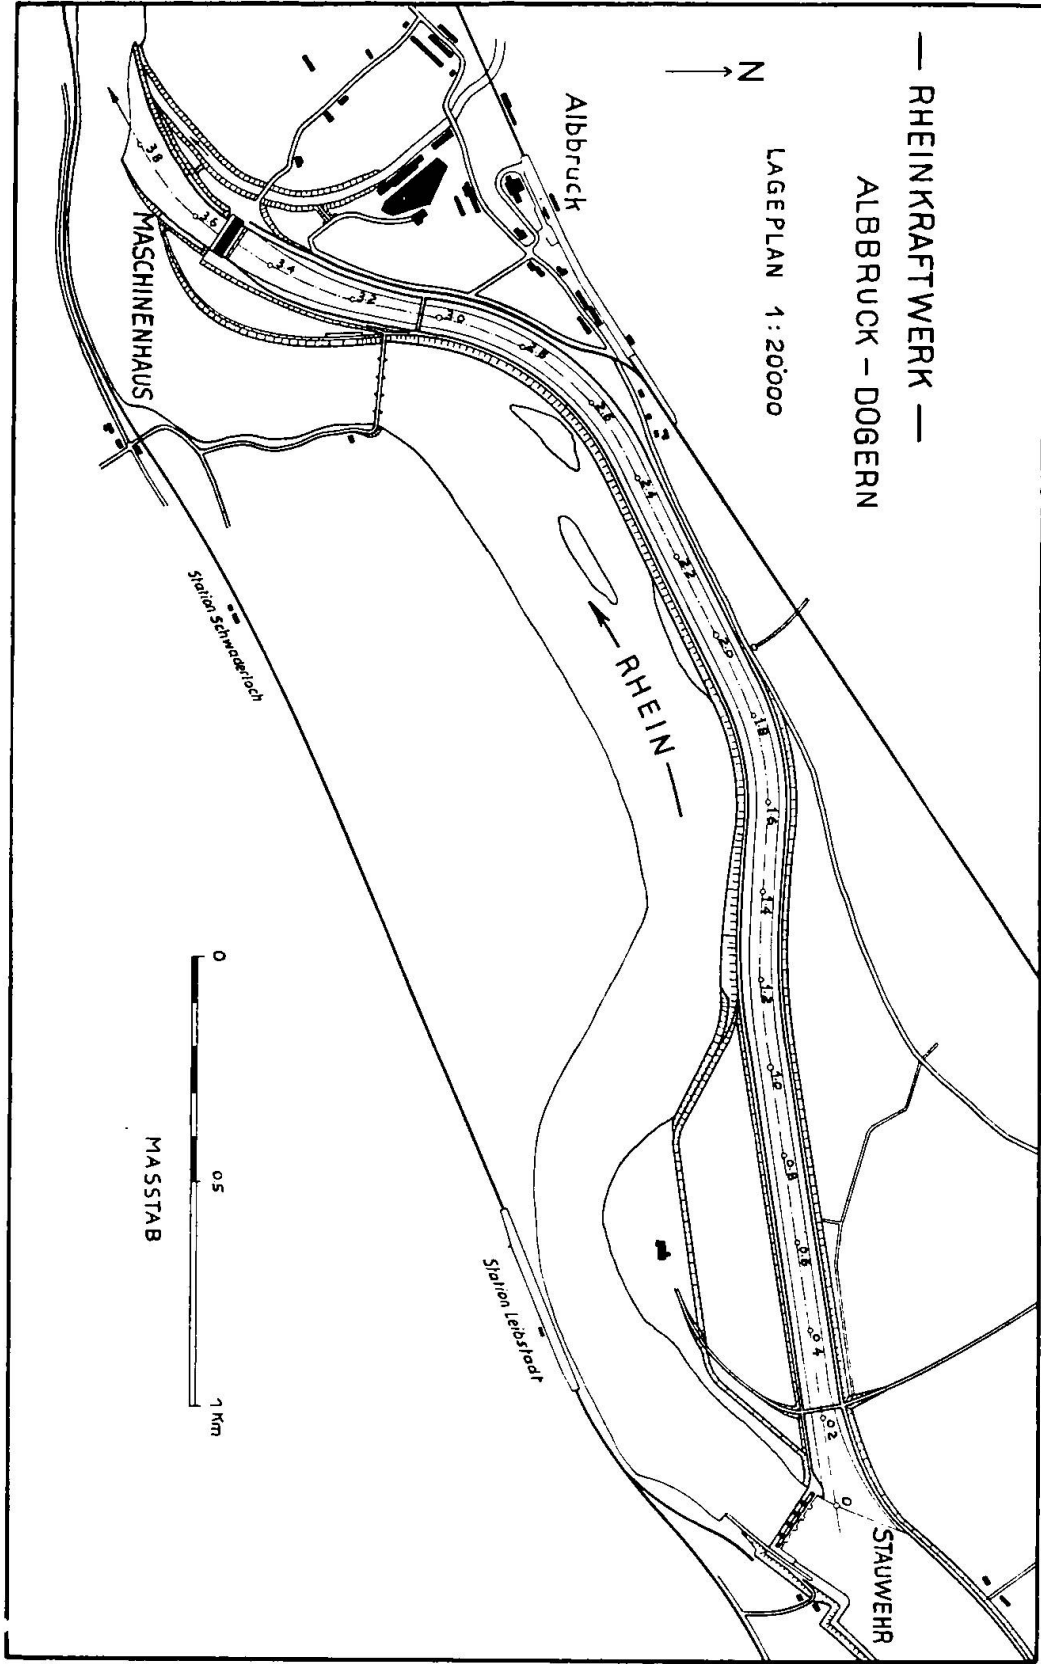 — RHEINKRAFTWERK —
ALBBRUCK – DOGERN
LAGEPLAN 1:20'000
N
Albbruck
MASCHINENHAUS
3.8
3.6
3.4
3.2
3.0
2.8
2.6
2.4
2.2
2.0
1.8
1.6
1.4
1.2
1.0
0.8
0.6
0.4
0.2
0
STAUWEHR
— RHEIN —
Station Schwaderloch
Station Leibstadt
0
0.5
1 Km
MASSTAB